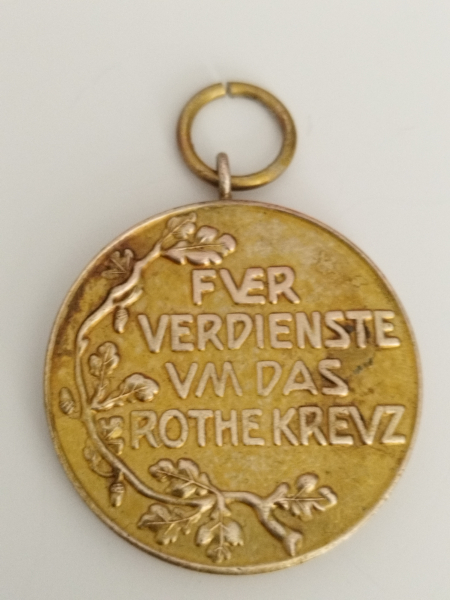 FVER
VERDIENSTE
VM DAS
ROTHE KREVZ